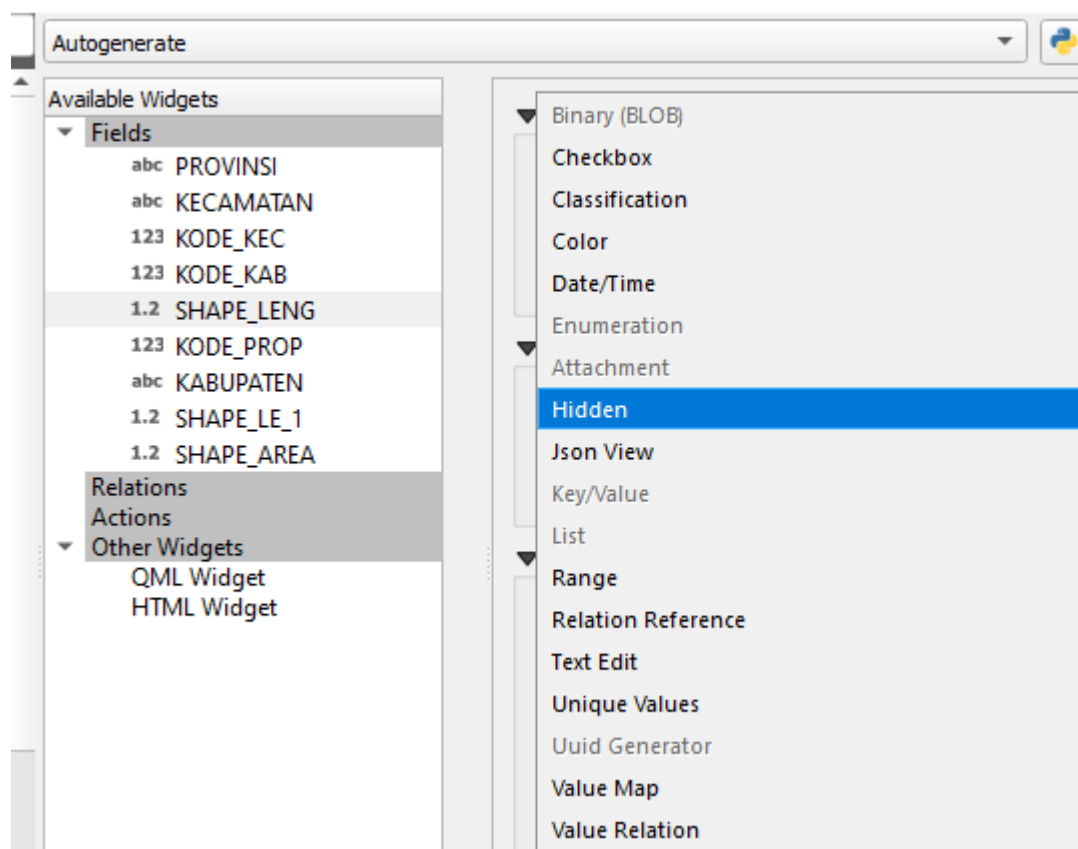 Autogenerate
Available Widgets
Fields
abc PROVINSI
abc KECAMATAN
123 KODE_KEC
123 KODE_KAB
1.2 SHAPE_LENG
123 KODE_PROP
abc KABUPATEN
1.2 SHAPE_LE_1
1.2 SHAPE_AREA
Relations
Actions
Other Widgets
QML Widget
HTML Widget
Binary (BLOB)
Checkbox
Classification
Color
Date/Time
Enumeration
Attachment
Hidden
Json View
Key/Value
List
Range
Relation Reference
Text Edit
Unique Values
Uuid Generator
Value Map
Value Relation